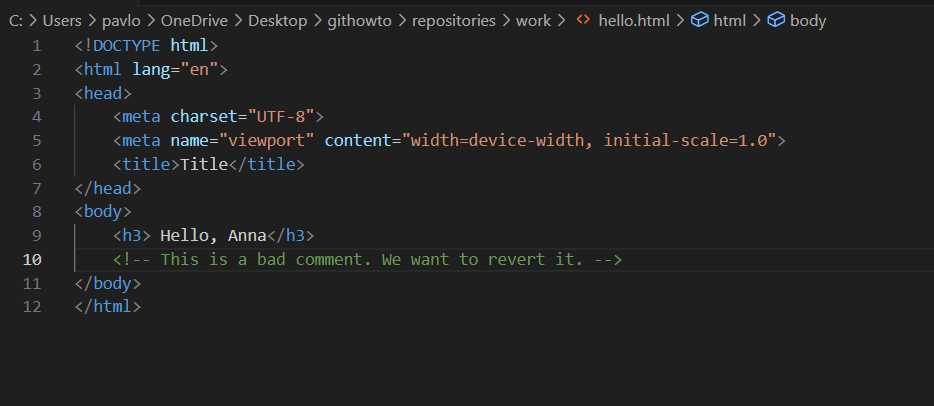 C: > Users > pavlo > OneDrive > Desktop > githowto > repositories > work > <> hello.html > html > body
1 <!DOCTYPE html>
2 <html lang="en">
3 <head>
4     <meta charset="UTF-8">
5     <meta name="viewport" content="width=device-width, initial-scale=1.0">
6     <title>Title</title>
7 </head>
8 <body>
9     <h3> Hello, Anna</h3>
10     <!-- This is a bad comment. We want to revert it. -->
11 </body>
12 </html>